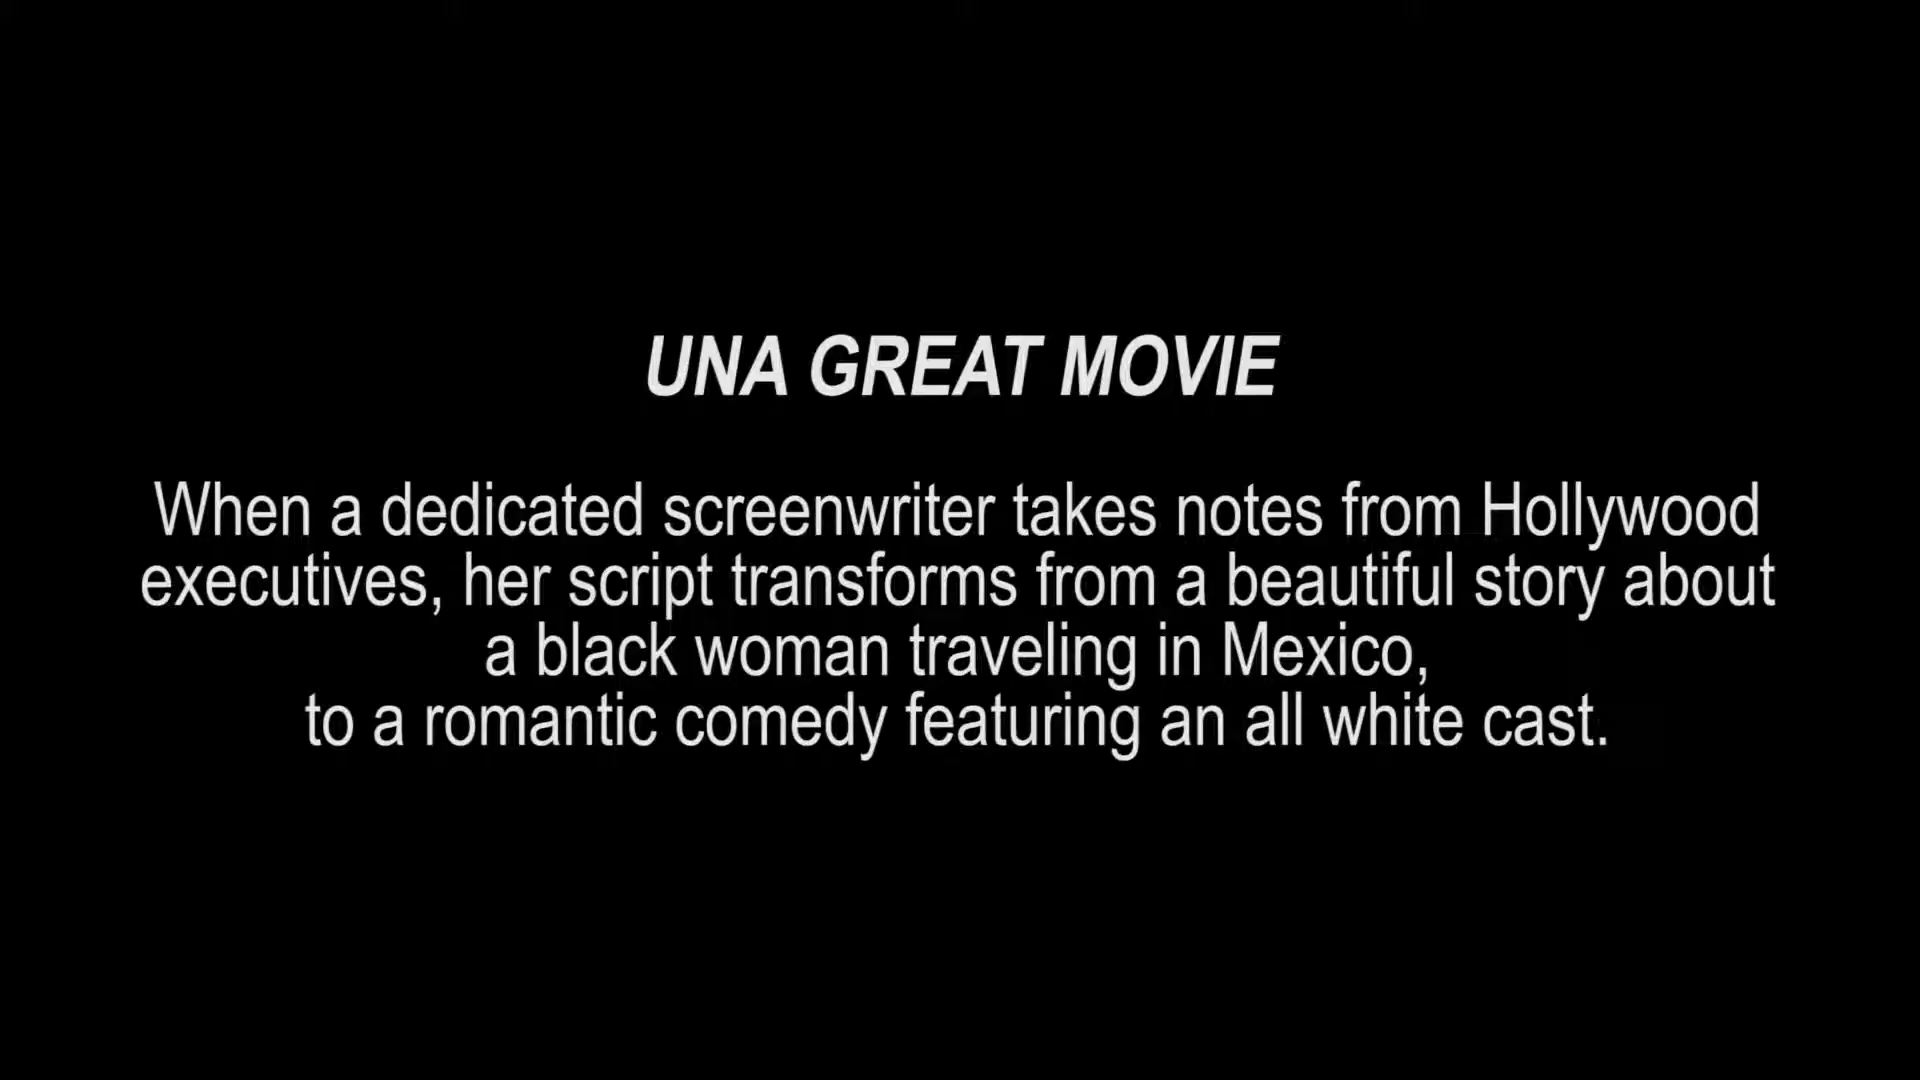 UNA GREAT MOVIE
When a dedicated screenwriter takes notes from Hollywood
executives, her script transforms from a beautiful story about
a black woman traveling in Mexico,
to a romantic comedy featuring an all white cast.